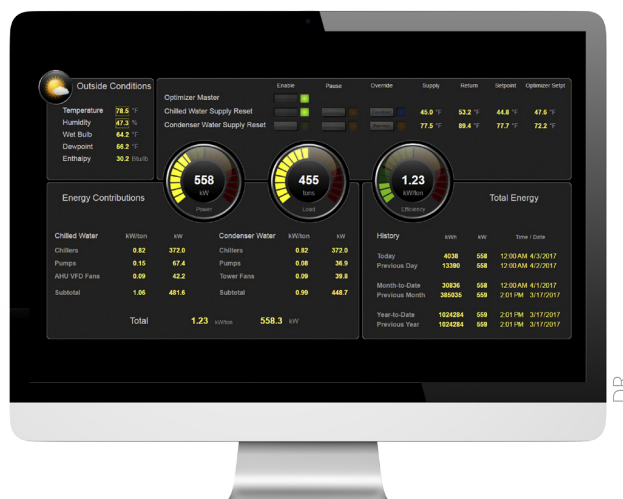 Outside Conditions
Temperature 78.5 °F
Humidity 47.3 %
Wet Bulb 64.2 °F
Dewpoint 56.2 °F
Enthalpy 30.2 Btu/lb
Enable Pause Override Supply Return Setpoint Optimizer Setpt
Optimizer Master
Chilled Water Supply Reset 45.0 °F 53.2 °F 44.8 °F 47.6 °F
Condenser Water Supply Reset 77.5 °F 89.4 °F 77.7 °F 72.2 °F
558 kW Power
455 tons Load
1.23 kW/ton Efficiency
Energy Contributions
Chilled Water kW/ton kW
Chillers 0.82 372.0
Pumps 0.15 67.4
AHU VFD Fans 0.09 42.2
Subtotal 1.06 481.6
Condenser Water kW/ton kW
Chillers 0.82 372.0
Pumps 0.08 36.9
Tower Fans 0.09 39.8
Subtotal 0.99 448.7
Total 1.23 kW/ton 558.3 kW
Total Energy
History kWh kW Time / Date
Today 4038 558 12:00 AM 4/3/2017
Previous Day 13390 558 12:00 AM 4/2/2017
Month-to-Date 30836 558 12:00 AM 4/1/2017
Previous Month 385035 559 2:01 PM 3/17/2017
Year-to-Date 1024284 559 2:01 PM 3/17/2017
Previous Year 1024284 559 2:01 PM 3/17/2017